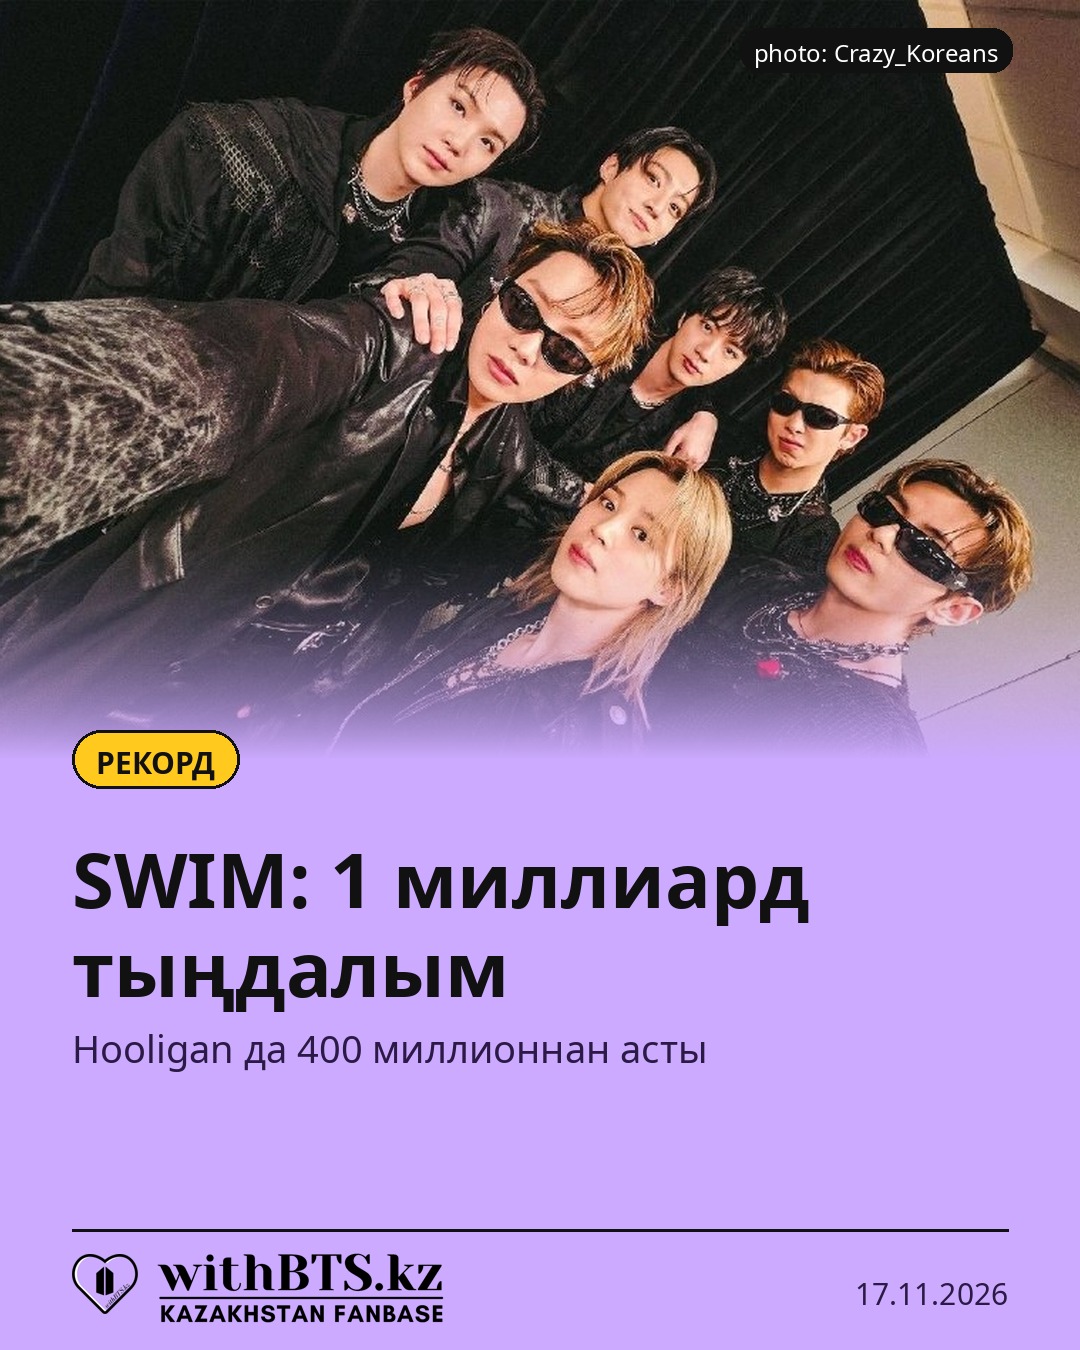 photo: Crazy_Koreans
РЕКОРД
SWIM: 1 миллиард
тыңдалым
Hooligan да 400 миллионнан асты
withBTS.kz
KAZAKHSTAN FANBASE
17.11.2026